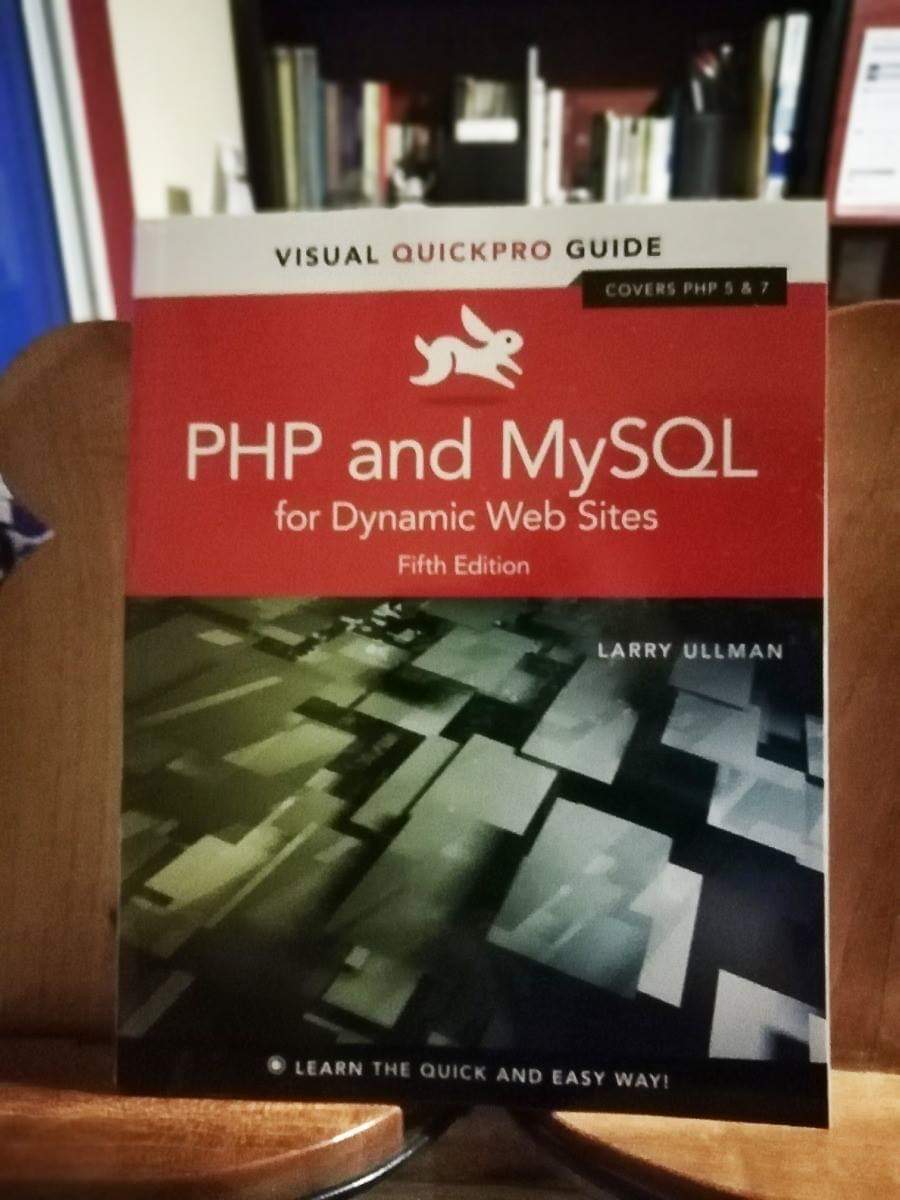 VISUAL QUICKPRO GUIDE
COVERS PHP 5 & 7
PHP and MySQL
for Dynamic Web Sites
Fifth Edition
LARRY ULLMAN
LEARN THE QUICK AND EASY WAY!